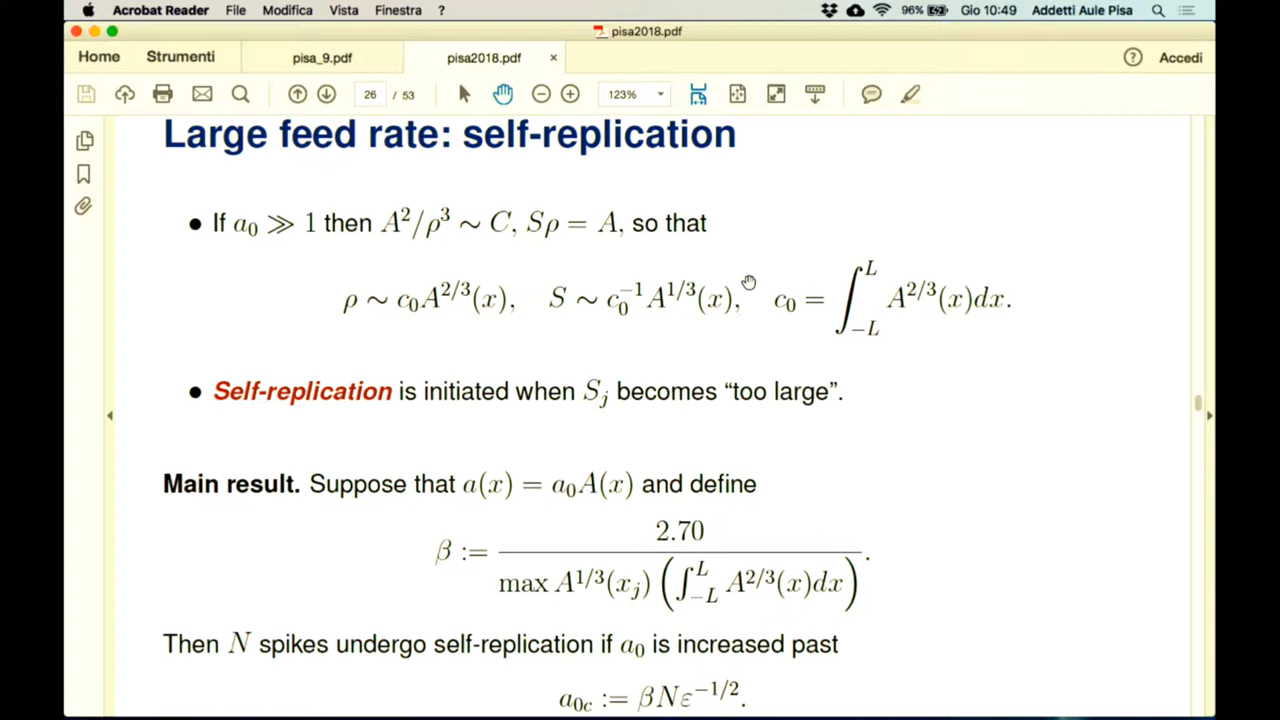 Acrobat Reader File Modifica Vista Finestra ? 96% Gio 10:49 Addetti Aule Pisa
pisa2018.pdf
Home Strumenti pisa_9.pdf pisa2018.pdf × ? Accedi
26 / 53 123%
Large feed rate: self-replication
• If a₀ ≫ 1 then A²/ρ³ ∼ C, Sρ = A, so that
ρ ∼ c₀A^{2/3}(x), S ∼ c₀^{-1}A^{1/3}(x), c₀ = ∫_{-L}^{L} A^{2/3}(x)dx.
• Self-replication is initiated when S_j becomes “too large”.
Main result. Suppose that a(x) = a₀A(x) and define
β := 2.70 / (max A^{1/3}(x_j) (∫_{-L}^{L} A^{2/3}(x)dx)).
Then N spikes undergo self-replication if a₀ is increased past
a_{0c} := βNε^{-1/2}.